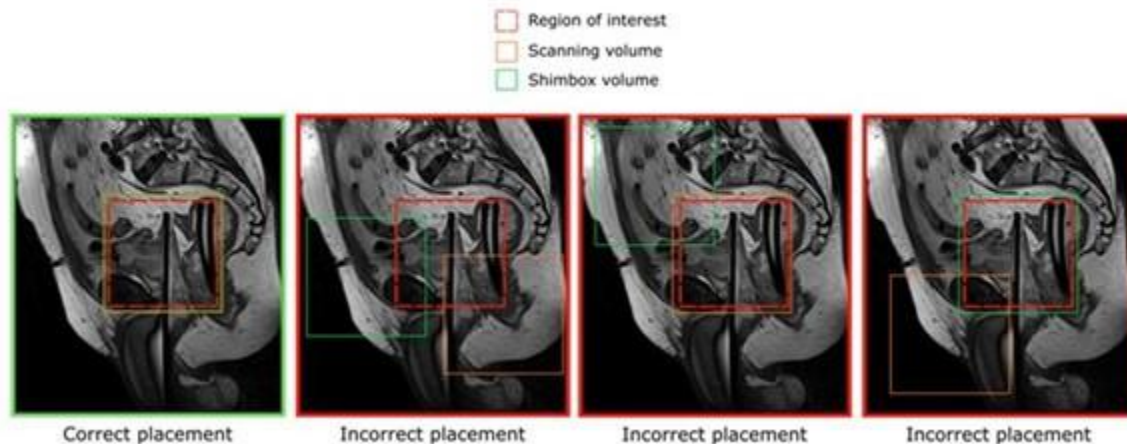 Region of interest
Scanning volume
Shimbox volume
Correct placement
Incorrect placement
Incorrect placement
Incorrect placement